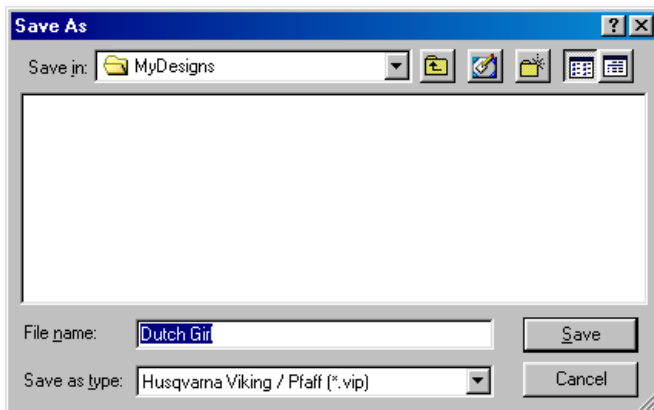 Save As
Save in: MyDesigns
File name: Dutch Girl
Save
Save as type: Husqvarna Viking / Pfaff (*.vip)
Cancel